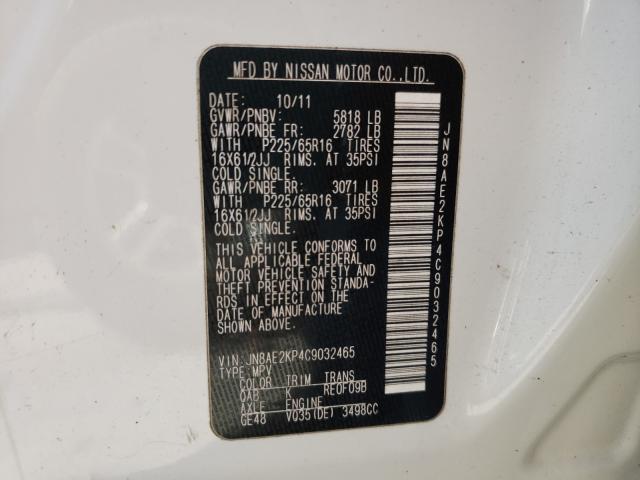 MFD BY NISSAN MOTOR CO.,LTD.
DATE: 10/11
GVWR/PNBV: 5818 LB
GAWR/PNBE FR: 2782 LB
WITH P225/65R16 TIRES
16X61/2JJ RIMS. AT 35PSI
COLD SINGLE.
GAWR/PNBE RR: 3071 LB
WITH P225/65R16 TIRES
16X61/2JJ RIMS. AT 35PSI
COLD SINGLE.
THIS VEHICLE CONFORMS TO
ALL APPLICABLE FEDERAL
MOTOR VEHICLE SAFETY AND
THEFT PREVENTION STANDA-
RDS IN EFFECT ON THE
DATE OF MANUFACTURE
SHOWN ABOVE.
VIN: JN8AE2KP4C9032465
TYPE: MPV
COLOR TRIM TRANS
QAB K RE0F09B
AXLE ENGINE
GE48 VQ35(DE) 3498CC
JN8AE2KP4C9032465